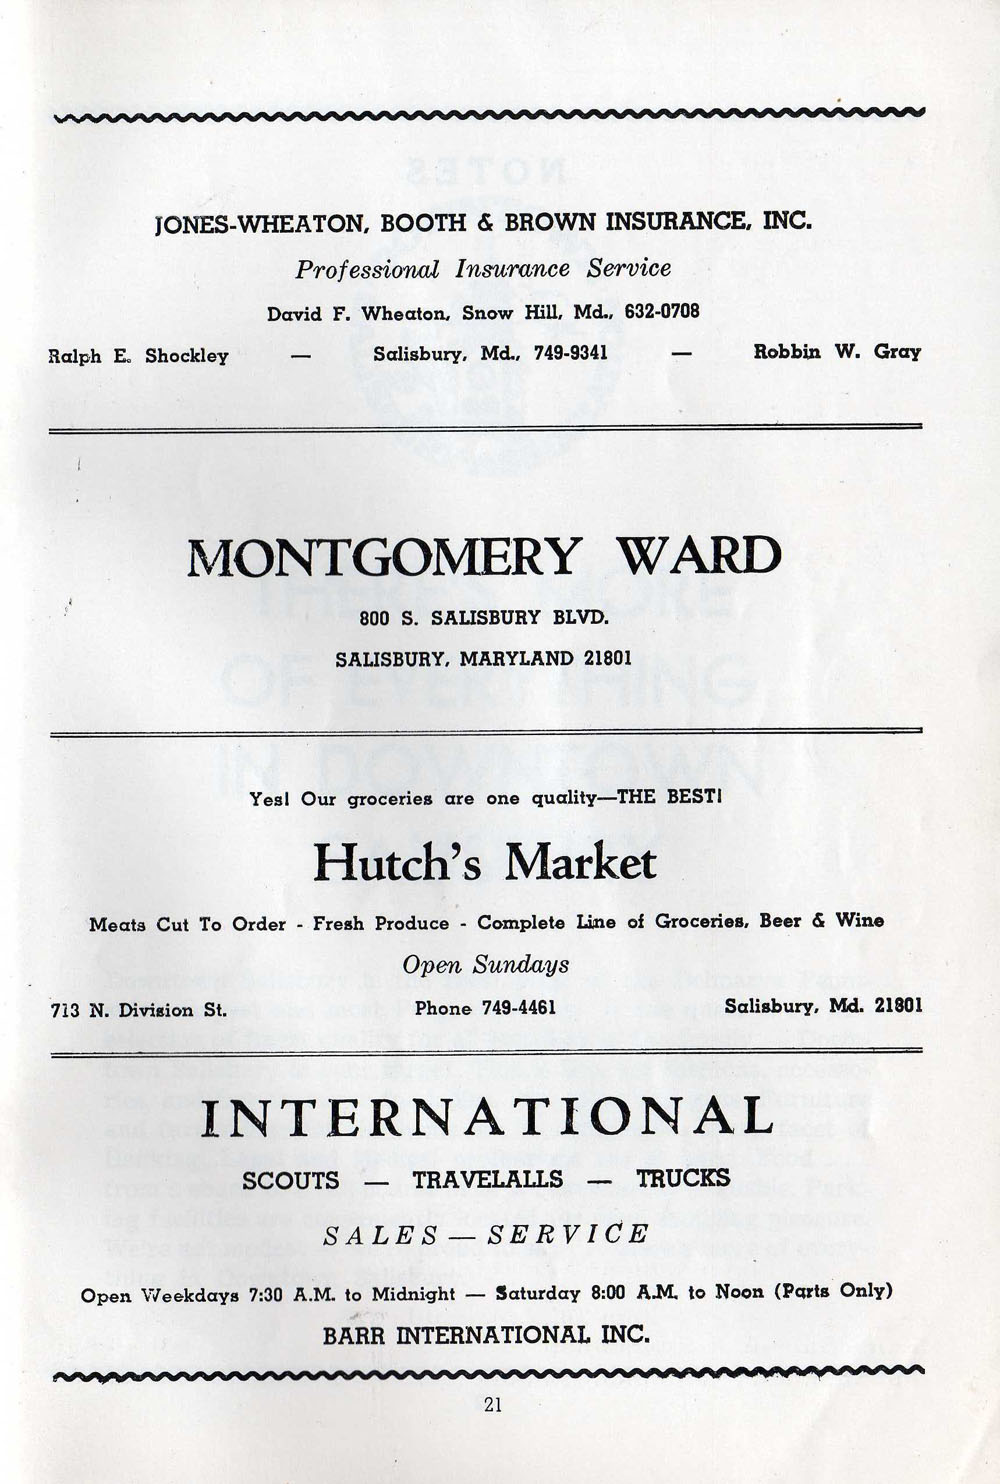 JONES-WHEATON, BOOTH & BROWN INSURANCE, INC.
Professional Insurance Service
David F. Wheaton, Snow Hill, Md., 632-0708
Ralph E. Shockley — Salisbury, Md., 749-9341 — Robbin W. Gray
MONTGOMERY WARD
800 S. SALISBURY BLVD.
SALISBURY, MARYLAND 21801
Yes! Our groceries are one quality—THE BEST!
Hutch's Market
Meats Cut To Order - Fresh Produce - Complete Line of Groceries, Beer & Wine
Open Sundays
713 N. Division St. Phone 749-4461 Salisbury, Md. 21801
INTERNATIONAL
SCOUTS — TRAVELALLS — TRUCKS
SALES — SERVICE
Open Weekdays 7:30 A.M. to Midnight — Saturday 8:00 A.M. to Noon (Parts Only)
BARR INTERNATIONAL INC.
21